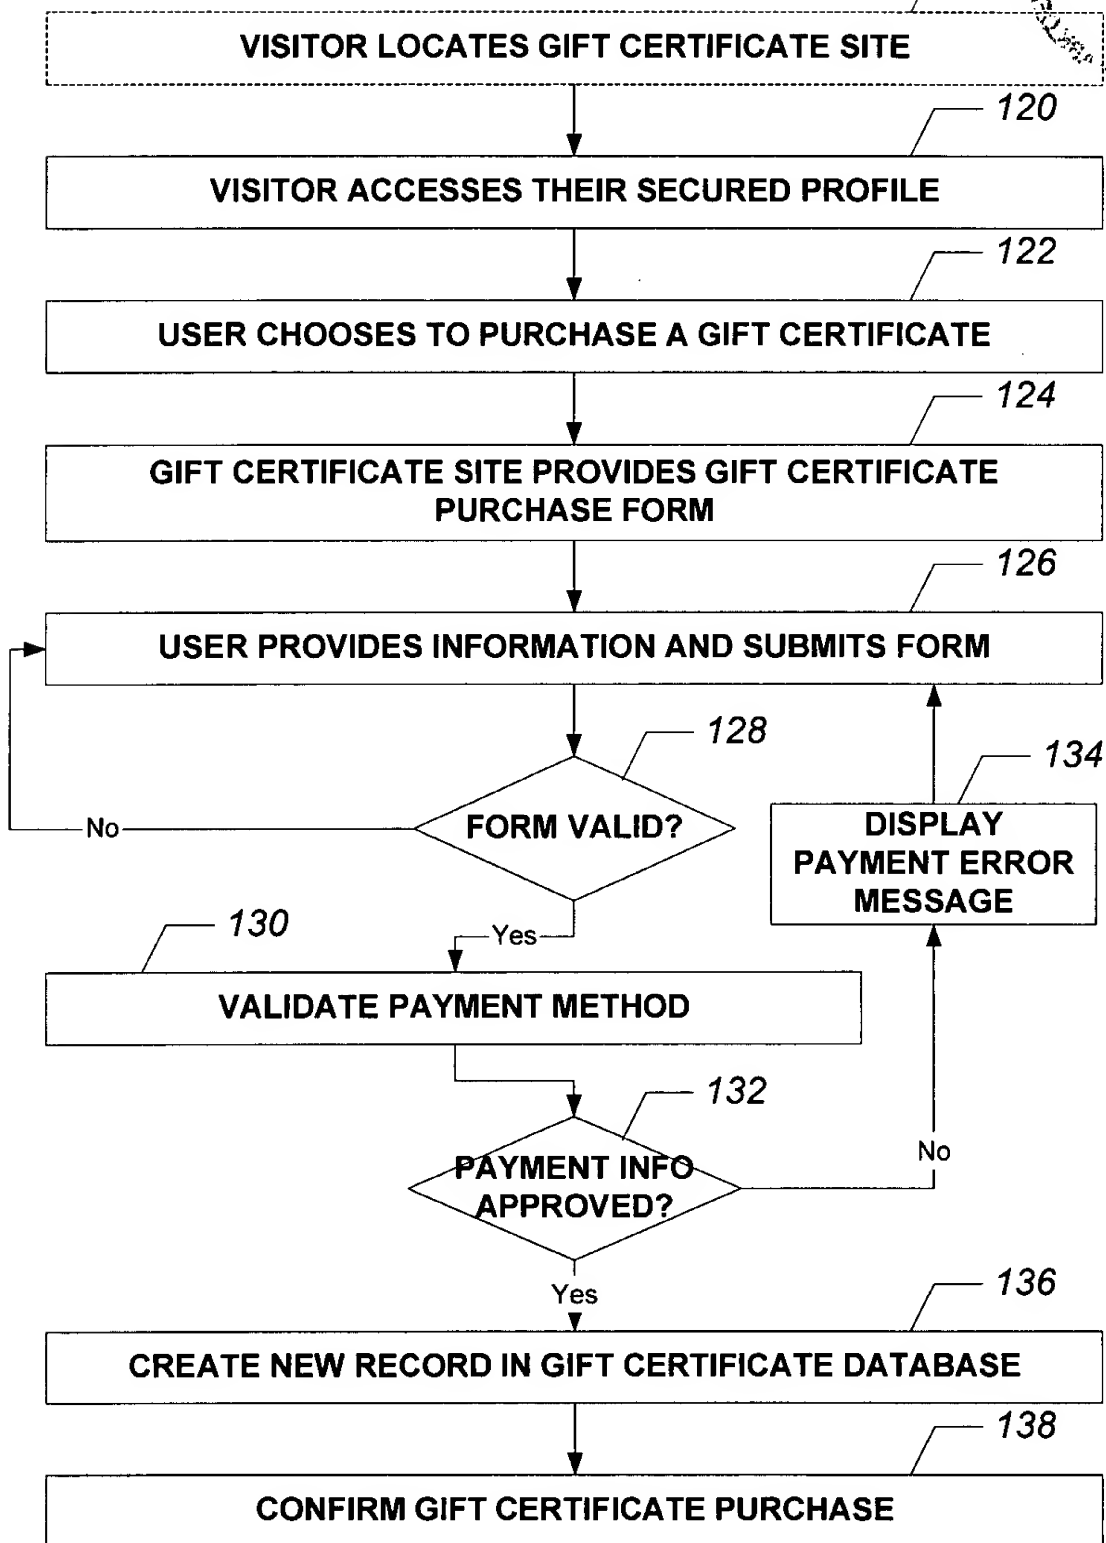 VISITOR LOCATES GIFT CERTIFICATE SITE
120
VISITOR ACCESSES THEIR SECURED PROFILE
122
USER CHOOSES TO PURCHASE A GIFT CERTIFICATE
124
GIFT CERTIFICATE SITE PROVIDES GIFT CERTIFICATE
PURCHASE FORM
126
USER PROVIDES INFORMATION AND SUBMITS FORM
128
134
No
FORM VALID?
DISPLAY
PAYMENT ERROR
MESSAGE
130
Yes
VALIDATE PAYMENT METHOD
132
No
PAYMENT INFO
APPROVED?
Yes
136
CREATE NEW RECORD IN GIFT CERTIFICATE DATABASE
138
CONFIRM GIFT CERTIFICATE PURCHASE